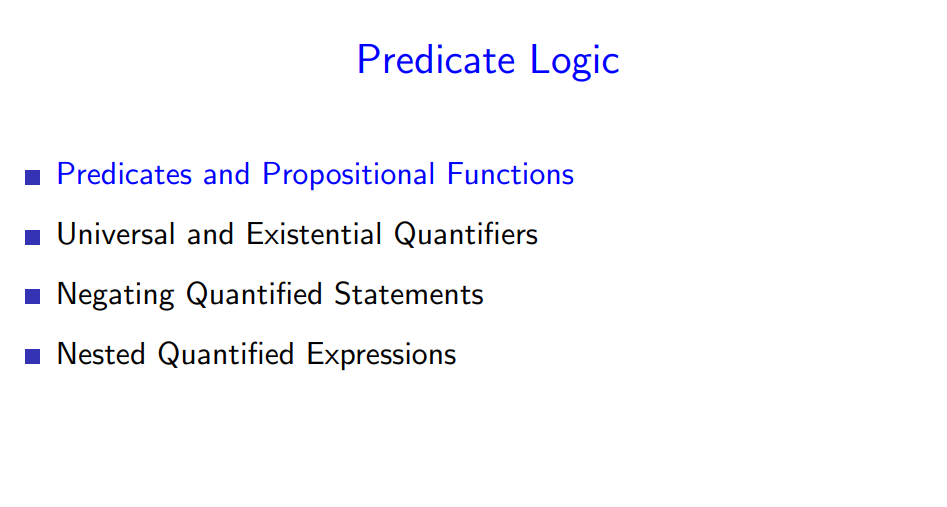 Predicate Logic
Predicates and Propositional Functions
Universal and Existential Quantifiers
Negating Quantified Statements
Nested Quantified Expressions